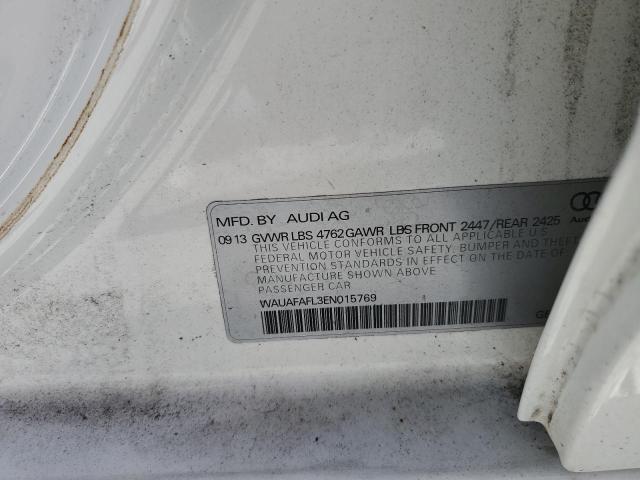 MFD. BY AUDI AG
09 13 GVWR LBS 4762 GAWR LBS FRONT 2447/REAR 2425
THIS VEHICLE CONFORMS TO ALL APPLICABLE U.S
FEDERAL MOTOR VEHICLE SAFETY, BUMPER AND THEFT
PREVENTION STANDARDS IN EFFECT ON THE DATE OF
MANUFACTURE SHOWN ABOVE
PASSENGER CAR
WAUAFAFL3EN015769